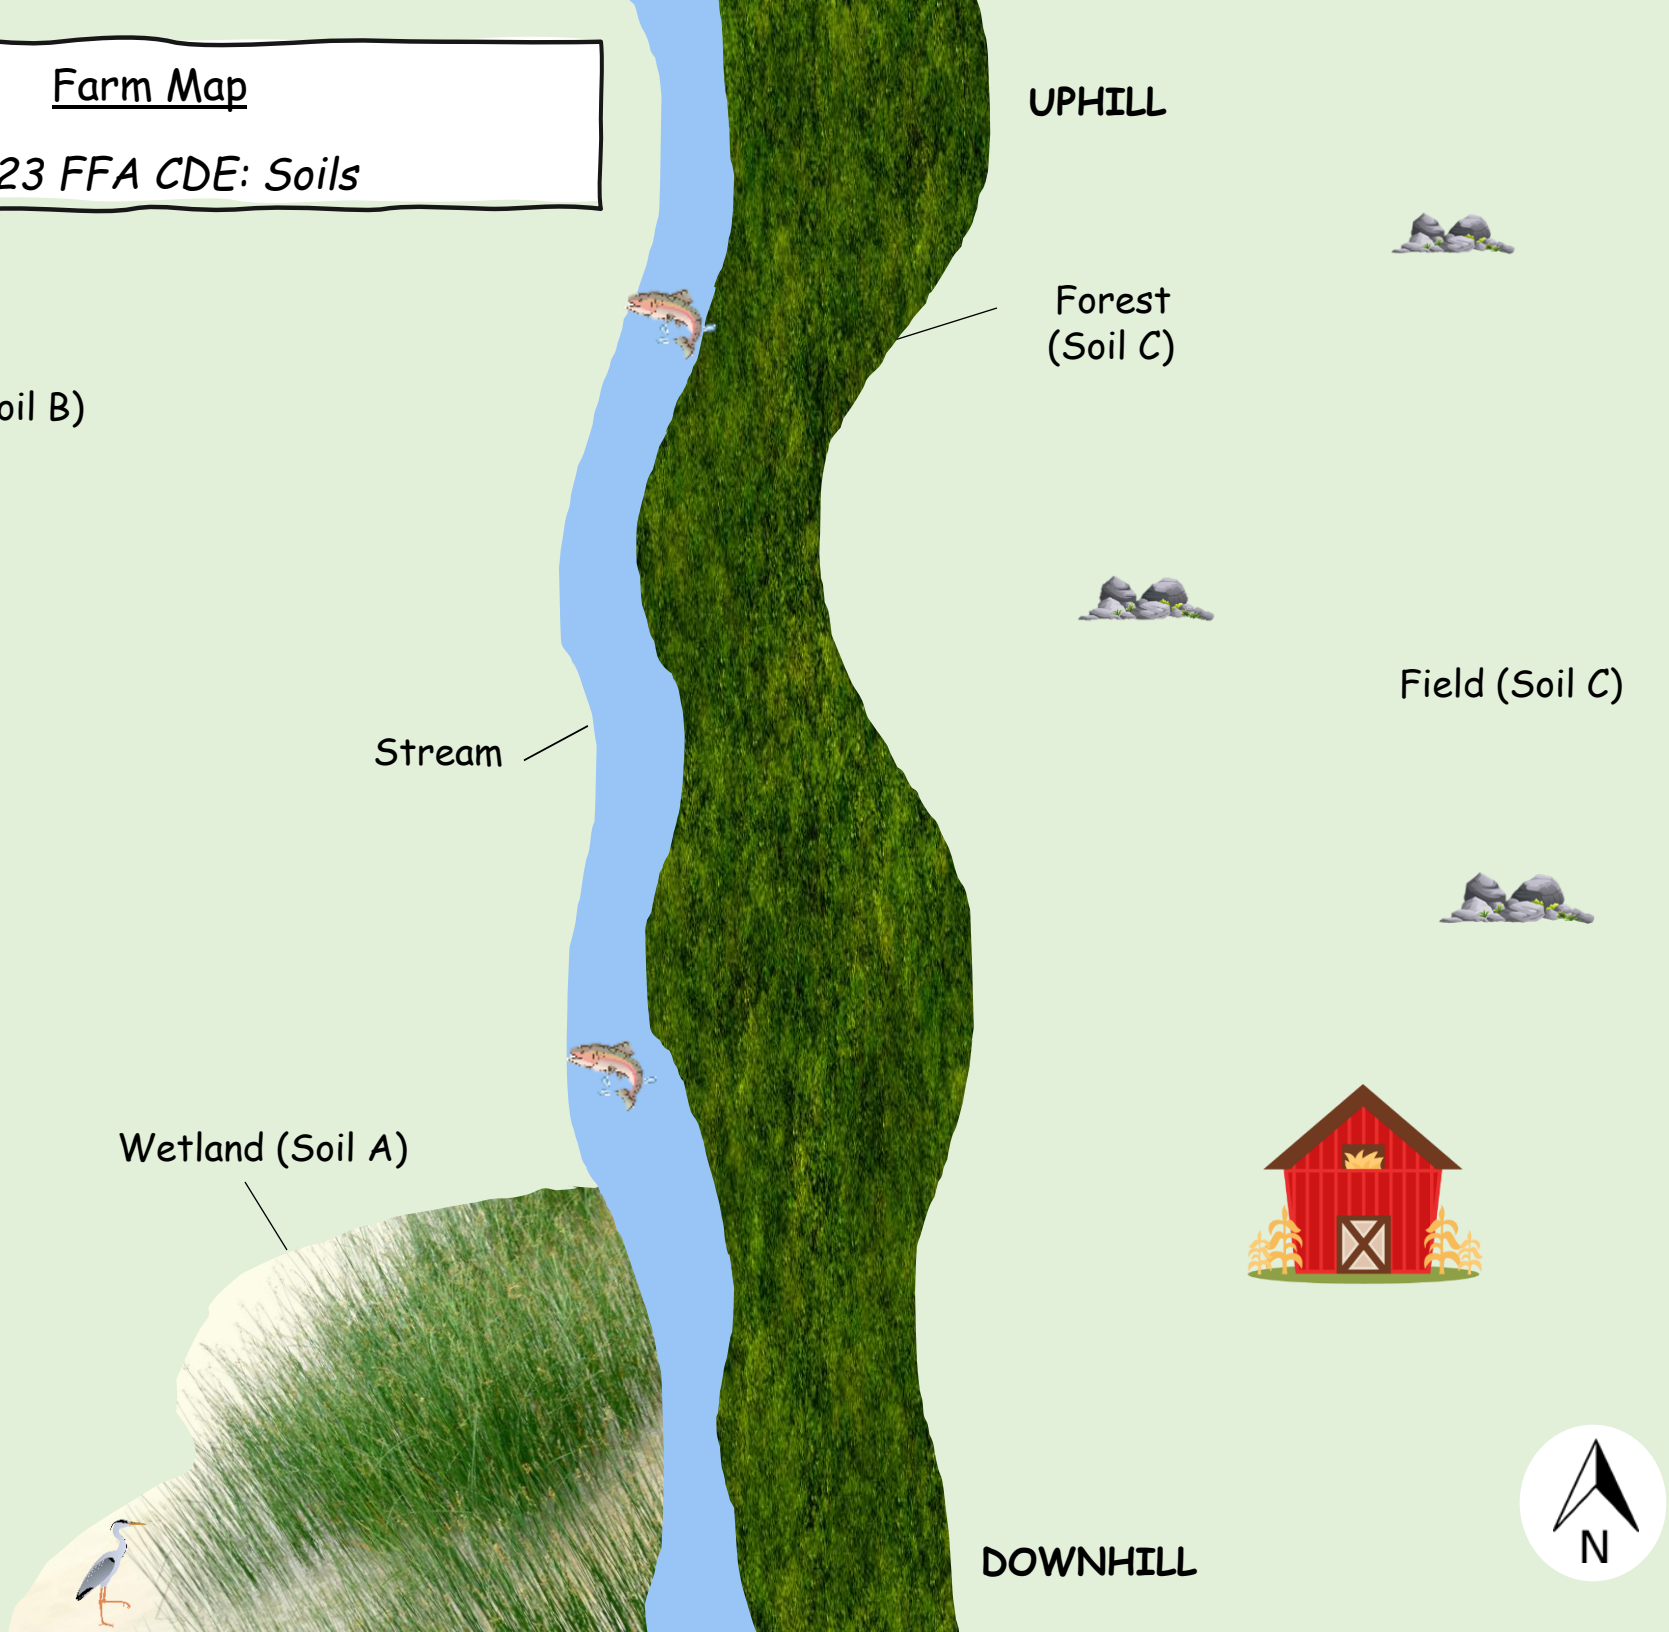 Farm Map
23 FFA CDE: Soils
UPHILL
Forest
(Soil C)
oil B)
Field (Soil C)
Stream
Wetland (Soil A)
DOWNHILL
N